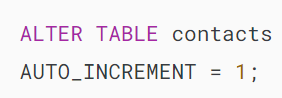 ALTER TABLE contacts
AUTO_INCREMENT = 1;